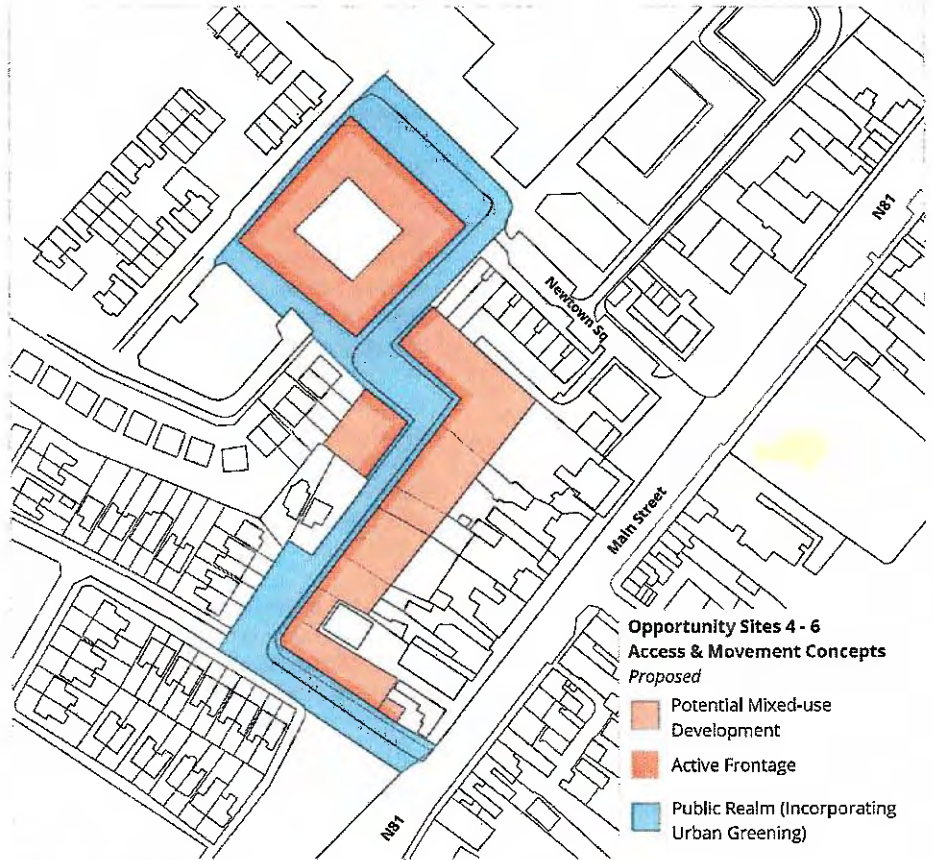 N81
Newtown Sq
Main Street
N81
Opportunity Sites 4 - 6
Access & Movement Concepts
Proposed
Potential Mixed-use
Development
Active Frontage
Public Realm (Incorporating
Urban Greening)